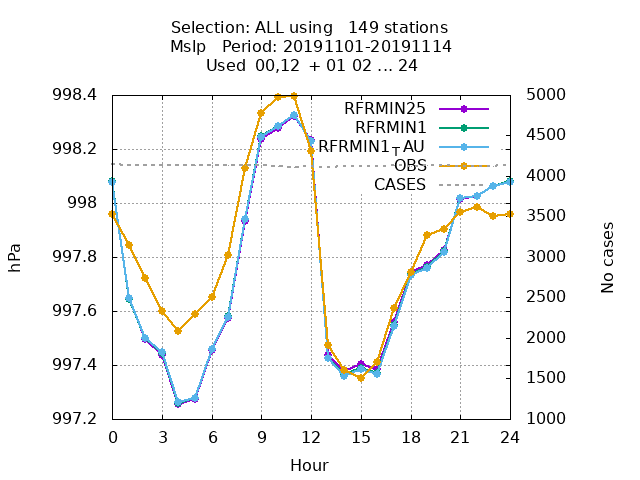 Selection: ALL using   149 stations
Mslp   Period: 20191101-20191114
Used  00,12  + 01 02 ... 24
998.4
998.2
998
997.8
997.6
997.4
997.2
5000
4500
4000
3500
3000
2500
2000
1500
1000
RFRMIN25
RFRMIN1
RFRMIN1┬AU
OBS
CASES
hPa
No cases
0 3 6 9 12 15 18 21 24
Hour